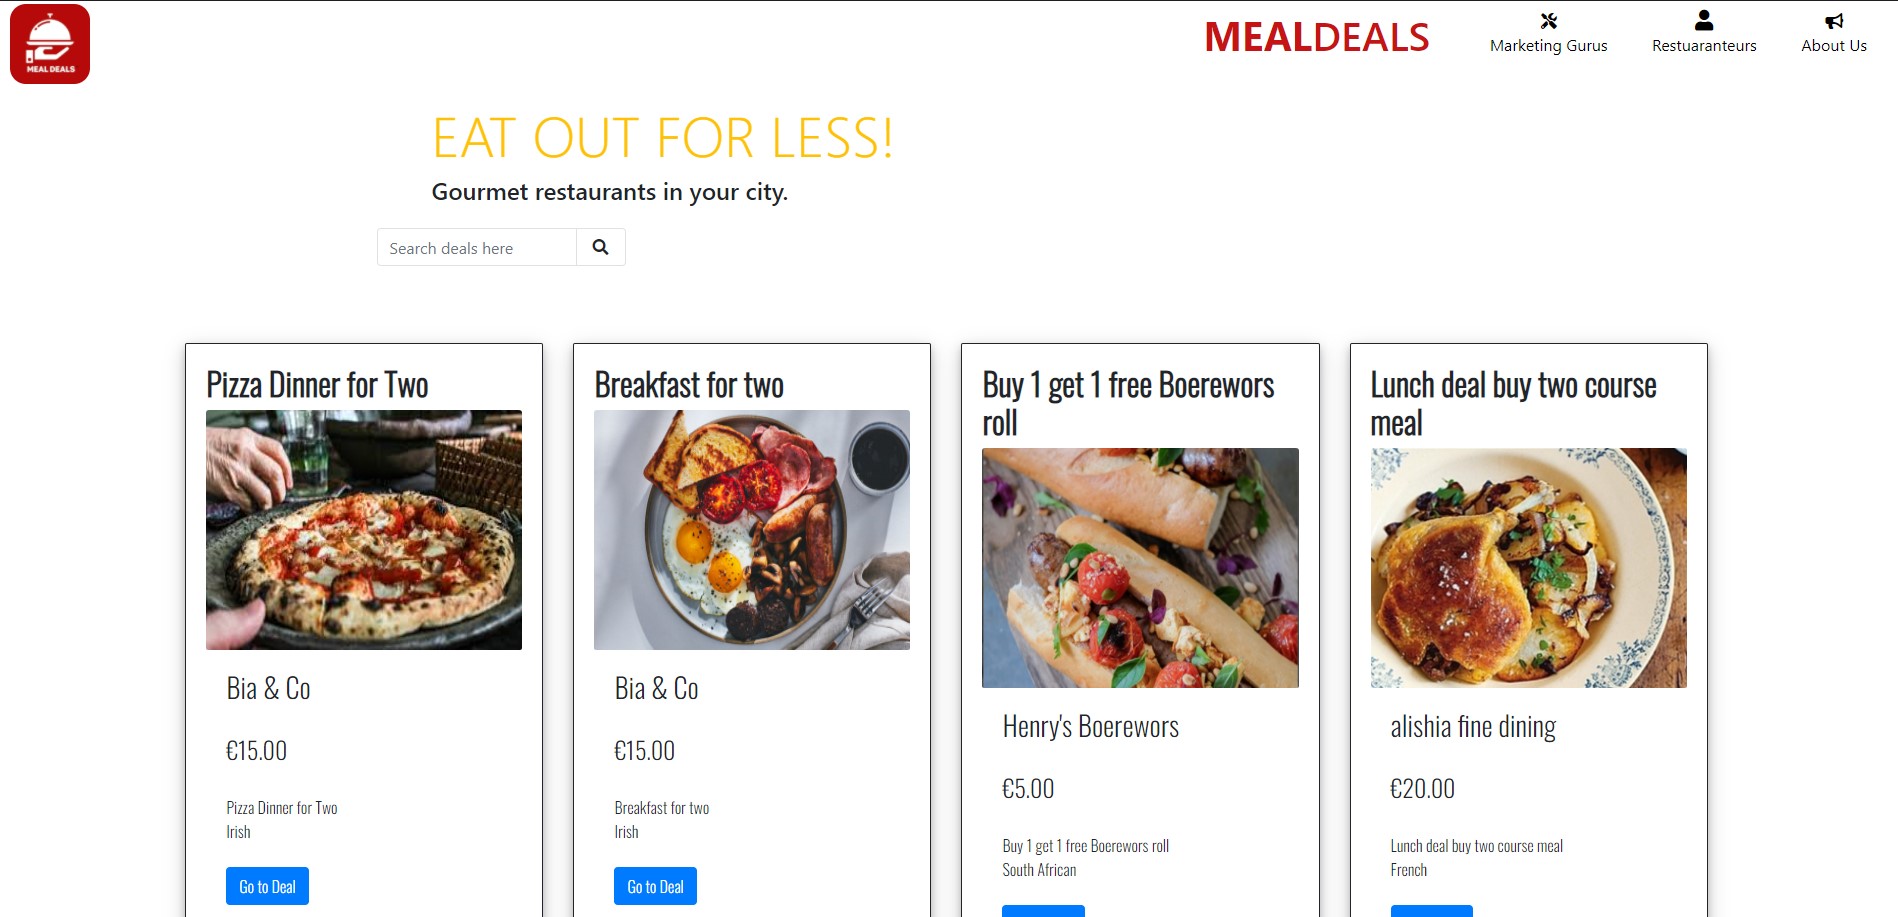 MEAL DEALS
MEALDEALS
Marketing Gurus
Restuaranteurs
About Us
EAT OUT FOR LESS!
Gourmet restaurants in your city.
Search deals here
Pizza Dinner for Two
Bia & Co
€15.00
Pizza Dinner for Two
Irish
Go to Deal
Breakfast for two
Bia & Co
€15.00
Breakfast for two
Irish
Go to Deal
Buy 1 get 1 free Boerewors
roll
Henry's Boerewors
€5.00
Buy 1 get 1 free Boerewors roll
South African
Lunch deal buy two course
meal
alishia fine dining
€20.00
Lunch deal buy two course meal
French